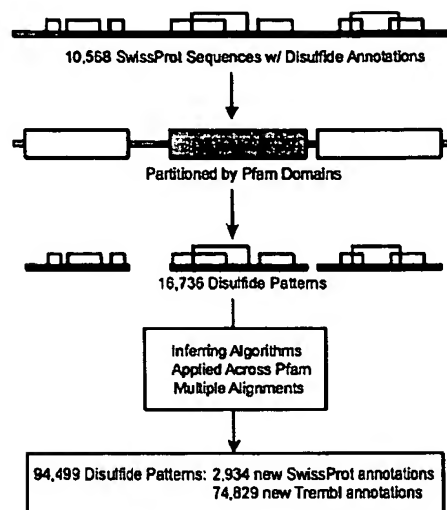 10,568 SwissProt Sequences w/ Disulfide Annotations
Partitioned by Pfam Domains
16,736 Disulfide Patterns
Inferring Algorithms
Applied Across Pfam
Multiple Alignments
94,499 Disulfide Patterns: 2,934 new SwissProt annotations
74,829 new Trembl annotations